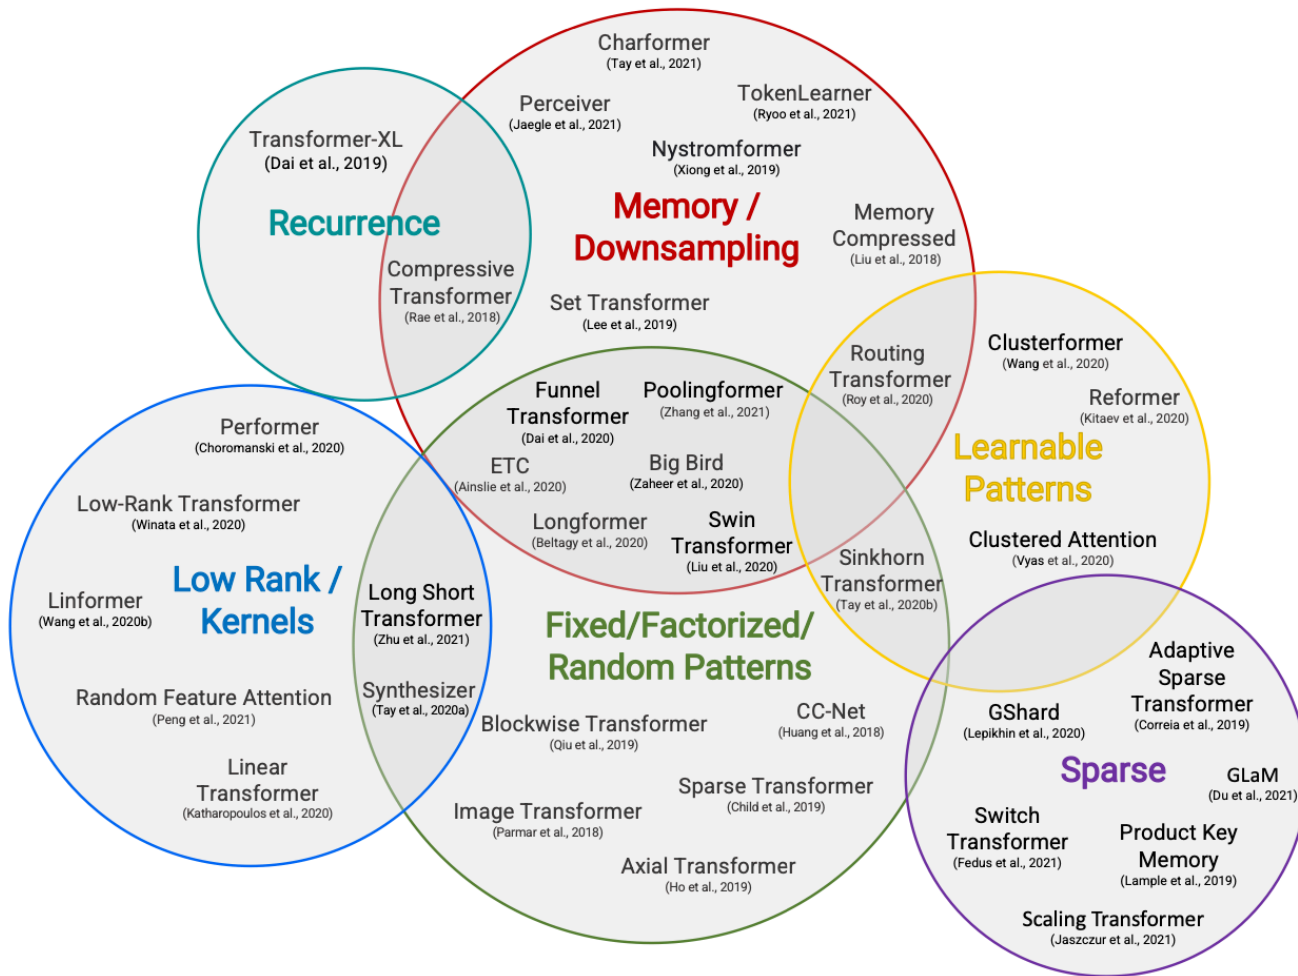 Charformer
(Tay et al., 2021)
Perceiver
(Jaegle et al., 2021)
TokenLearner
(Ryoo et al., 2021)
Transformer-XL
(Dai et al., 2019)
Nystromformer
(Xiong et al., 2019)
Recurrence
Memory /
Downsampling
Memory
Compressed
(Liu et al., 2018)
Compressive
Transformer
(Rae et al., 2018)
Set Transformer
(Lee et al., 2019)
Routing
Transformer
(Roy et al., 2020)
Clusterformer
(Wang et al., 2020)
Reformer
(Kitaev et al., 2020)
Funnel
Transformer
(Dai et al., 2020)
Poolingformer
(Zhang et al., 2021)
Performer
(Choromanski et al., 2020)
Learnable
Patterns
ETC
(Ainslie et al., 2020)
Big Bird
(Zaheer et al., 2020)
Low-Rank Transformer
(Winata et al., 2020)
Longformer
(Beltagy et al., 2020)
Swin
Transformer
(Liu et al., 2020)
Clustered Attention
(Vyas et al., 2020)
Sinkhorn
Transformer
(Tay et al., 2020b)
Low Rank /
Kernels
Linformer
(Wang et al., 2020b)
Long Short
Transformer
(Zhu et al., 2021)
Fixed/Factorized/
Random Patterns
Adaptive
Sparse
Transformer
(Correia et al., 2019)
Random Feature Attention
(Peng et al., 2021)
Synthesizer
(Tay et al., 2020a)
Blockwise Transformer
(Qiu et al., 2019)
CC-Net
(Huang et al., 2018)
GShard
(Lepikhin et al., 2020)
Sparse
Linear
Transformer
(Katharopoulos et al., 2020)
Sparse Transformer
(Child et al., 2019)
GLaM
(Du et al., 2021)
Image Transformer
(Parmar et al., 2018)
Switch
Transformer
(Fedus et al., 2021)
Product Key
Memory
(Lample et al., 2019)
Axial Transformer
(Ho et al., 2019)
Scaling Transformer
(Jaszczur et al., 2021)